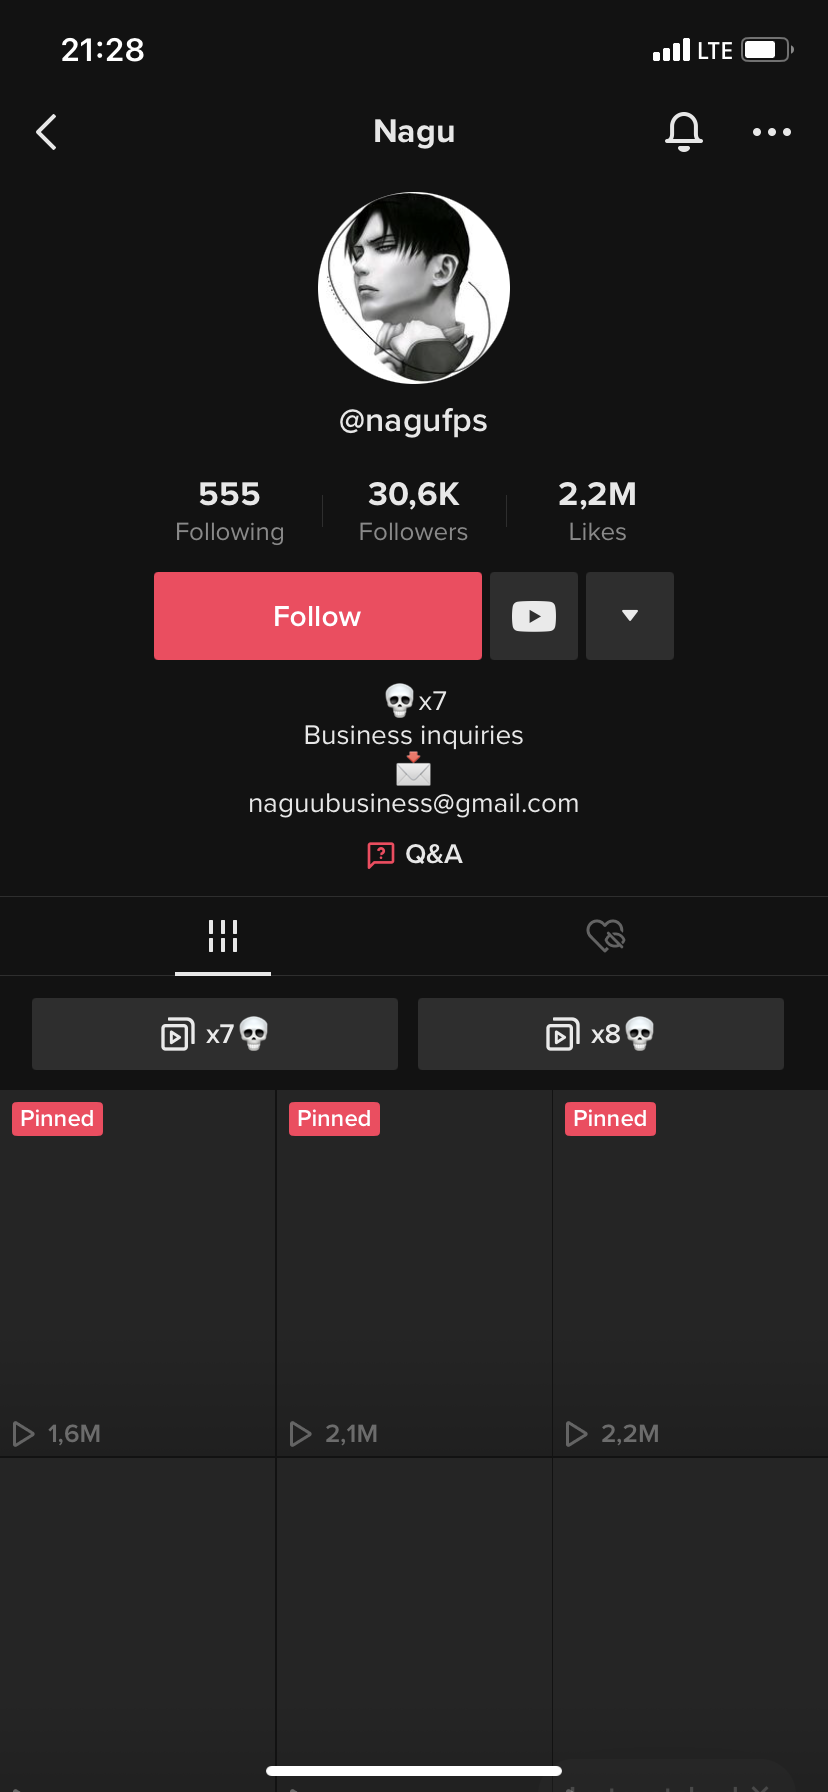 21:28
LTE
Nagu
@nagufps
555
30,6K
2,2M
Following
Followers
Likes
Follow
💀x7
Business inquiries
📩
naguubusiness@gmail.com
Q&A
x7💀
x8💀
Pinned
Pinned
Pinned
1,6M
2,1M
2,2M